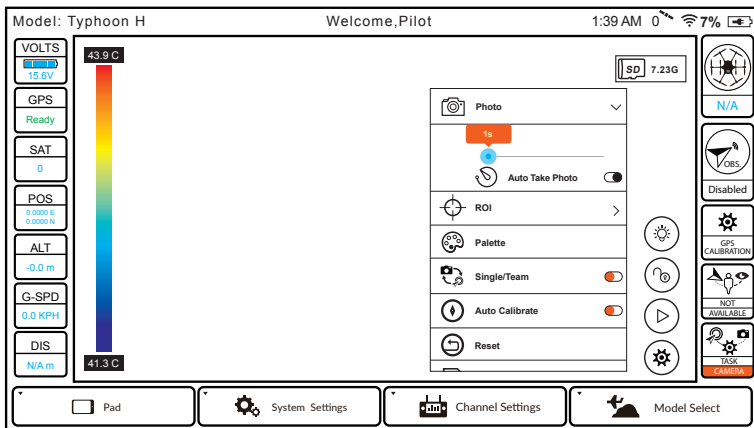 Model: Typhoon H
Welcome,Pilot
1:39 AM 0 7%
VOLTS
15.6V
GPS
Ready
SAT
0
POS
0.0000 E
0.0000 N
ALT
-0.0 m
G-SPD
0.0 KPH
DIS
N/A m
43.9 C
41.3 C
SD 7.23G
Photo
1s
Auto Take Photo
ROI
Palette
Single/Team
Auto Calibrate
Reset
N/A
OBS.
Disabled
GPS
CALIBRATION
NOT
AVAILABLE
TASK
CAMERA
Pad
System Settings
Channel Settings
Model Select